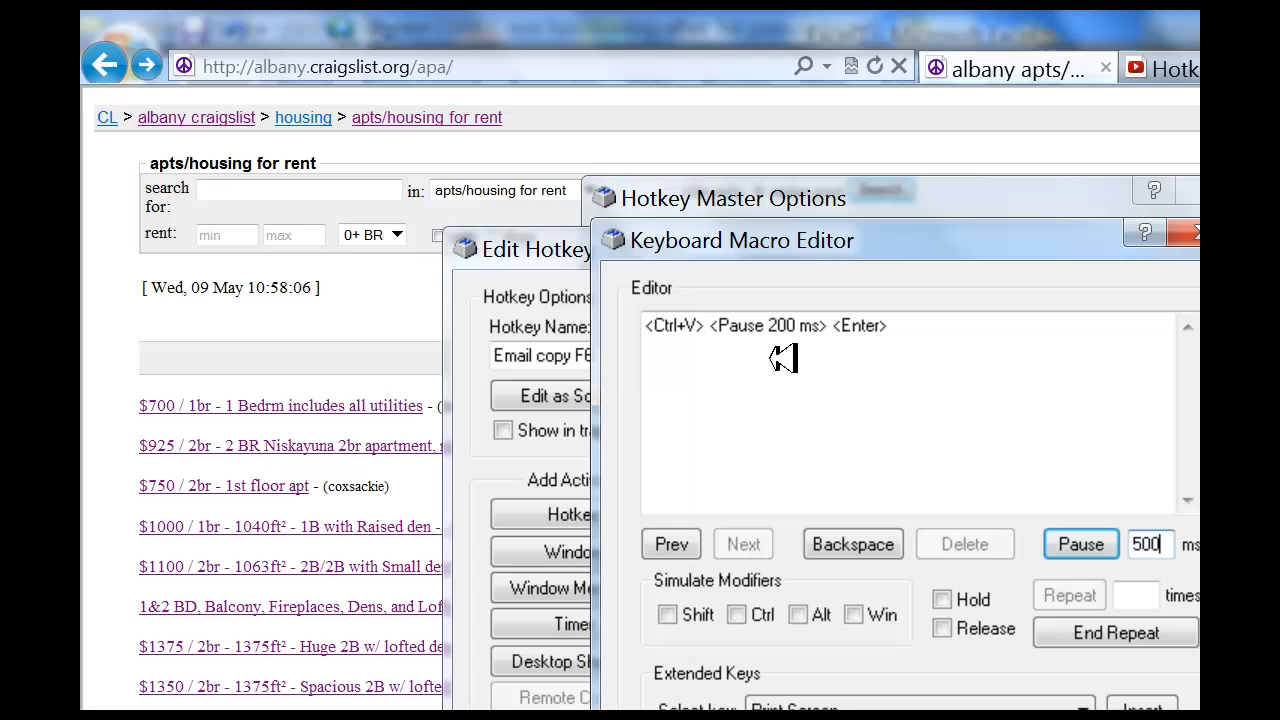 http://albany.craigslist.org/apa/
albany apts/...
Hotk
CL > albany craigslist > housing > apts/housing for rent
apts/housing for rent
search for:
in: apts/housing for rent
rent: min max 0+ BR
[ Wed, 09 May 10:58:06 ]
$700 / 1br - 1 Bedrm includes all utilities - (
$925 / 2br - 2 BR Niskayuna 2br apartment,
$750 / 2br - 1st floor apt - (coxsackie)
$1000 / 1br - 1040ft² - 1B with Raised den -
$1100 / 2br - 1063ft² - 2B/2B with Small den
1&2 BD, Balcony, Fireplaces, Dens, and Lof
$1375 / 2br - 1375ft² - Huge 2B w/ lofted de
$1350 / 2br - 1375ft² - Spacious 2B w/ lofte
Edit Hotkey
Hotkey Options
Hotkey Name:
Email copy F6
Edit as Sc
Show in tra
Add Acti
Hotke
Windo
Window M
Time
Desktop S
Remote C
Hotkey Master Options
Keyboard Macro Editor
Editor
<Ctrl+V> <Pause 200 ms> <Enter>
Prev Next Backspace Delete Pause 500 ms
Simulate Modifiers
Shift Ctrl Alt Win
Hold
Release
Repeat times
End Repeat
Extended Keys
Select key: Print Screen Insert